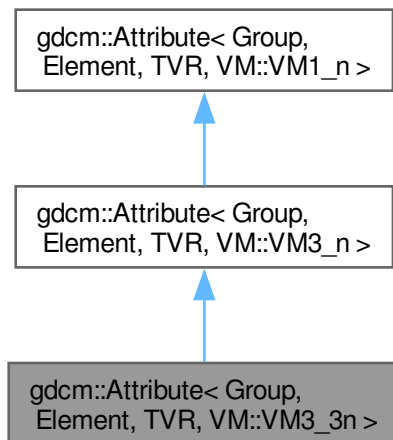 gdcm::Attribute< Group,
Element, TVR, VM::VM1_n >
gdcm::Attribute< Group,
Element, TVR, VM::VM3_n >
gdcm::Attribute< Group,
Element, TVR, VM::VM3_3n >